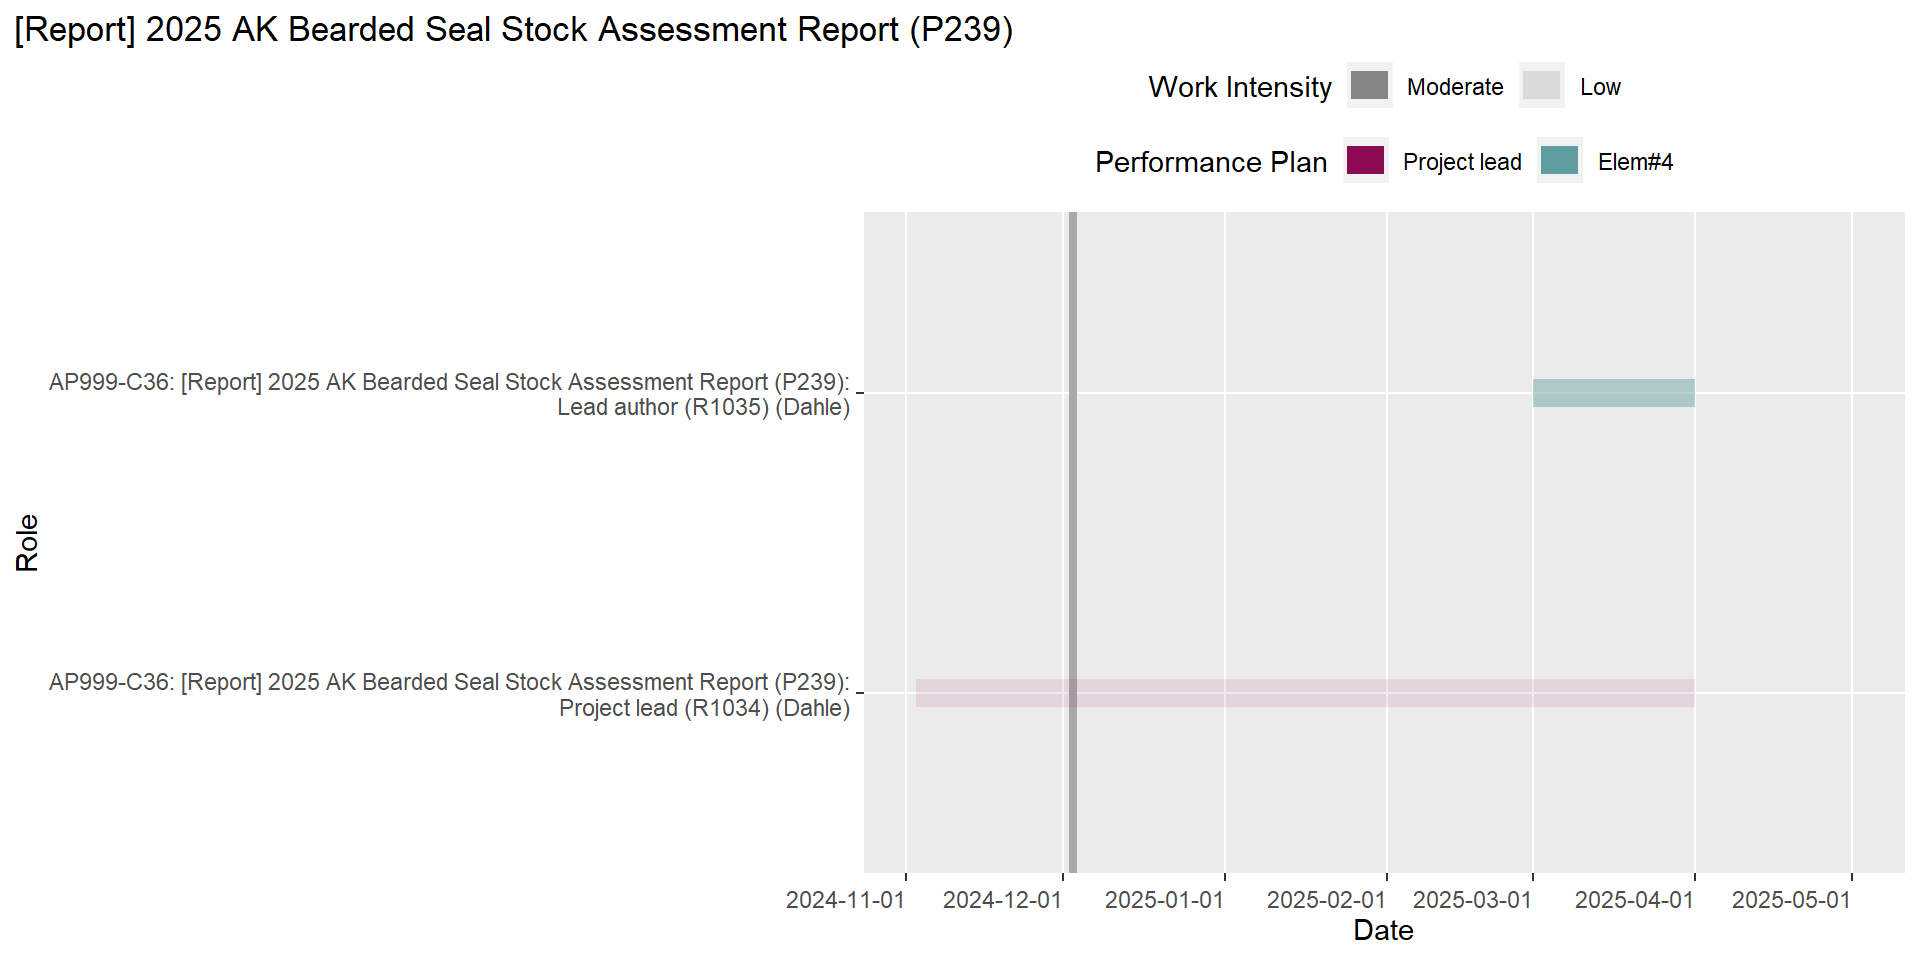 [Report] 2025 AK Bearded Seal Stock Assessment Report (P239)
Work Intensity Moderate Low
Performance Plan Project lead Elem#4
AP999-C36: [Report] 2025 AK Bearded Seal Stock Assessment Report (P239):
Lead author (R1035) (Dahle)
Role
AP999-C36: [Report] 2025 AK Bearded Seal Stock Assessment Report (P239):
Project lead (R1034) (Dahle)
2024-11-01 2024-12-01 2025-01-01 2025-02-01 2025-03-01 2025-04-01 2025-05-01
Date